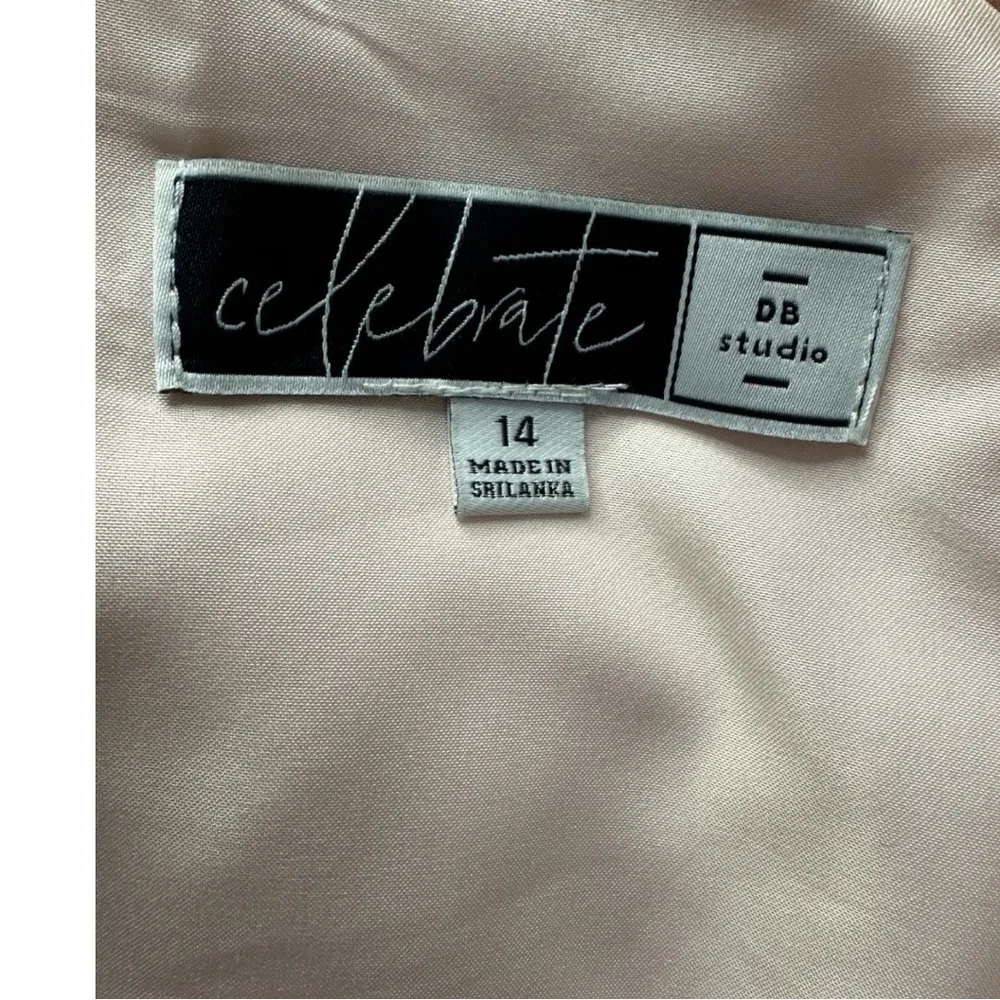 celebrate
DB
studio
14
MADE IN
SRILANKA